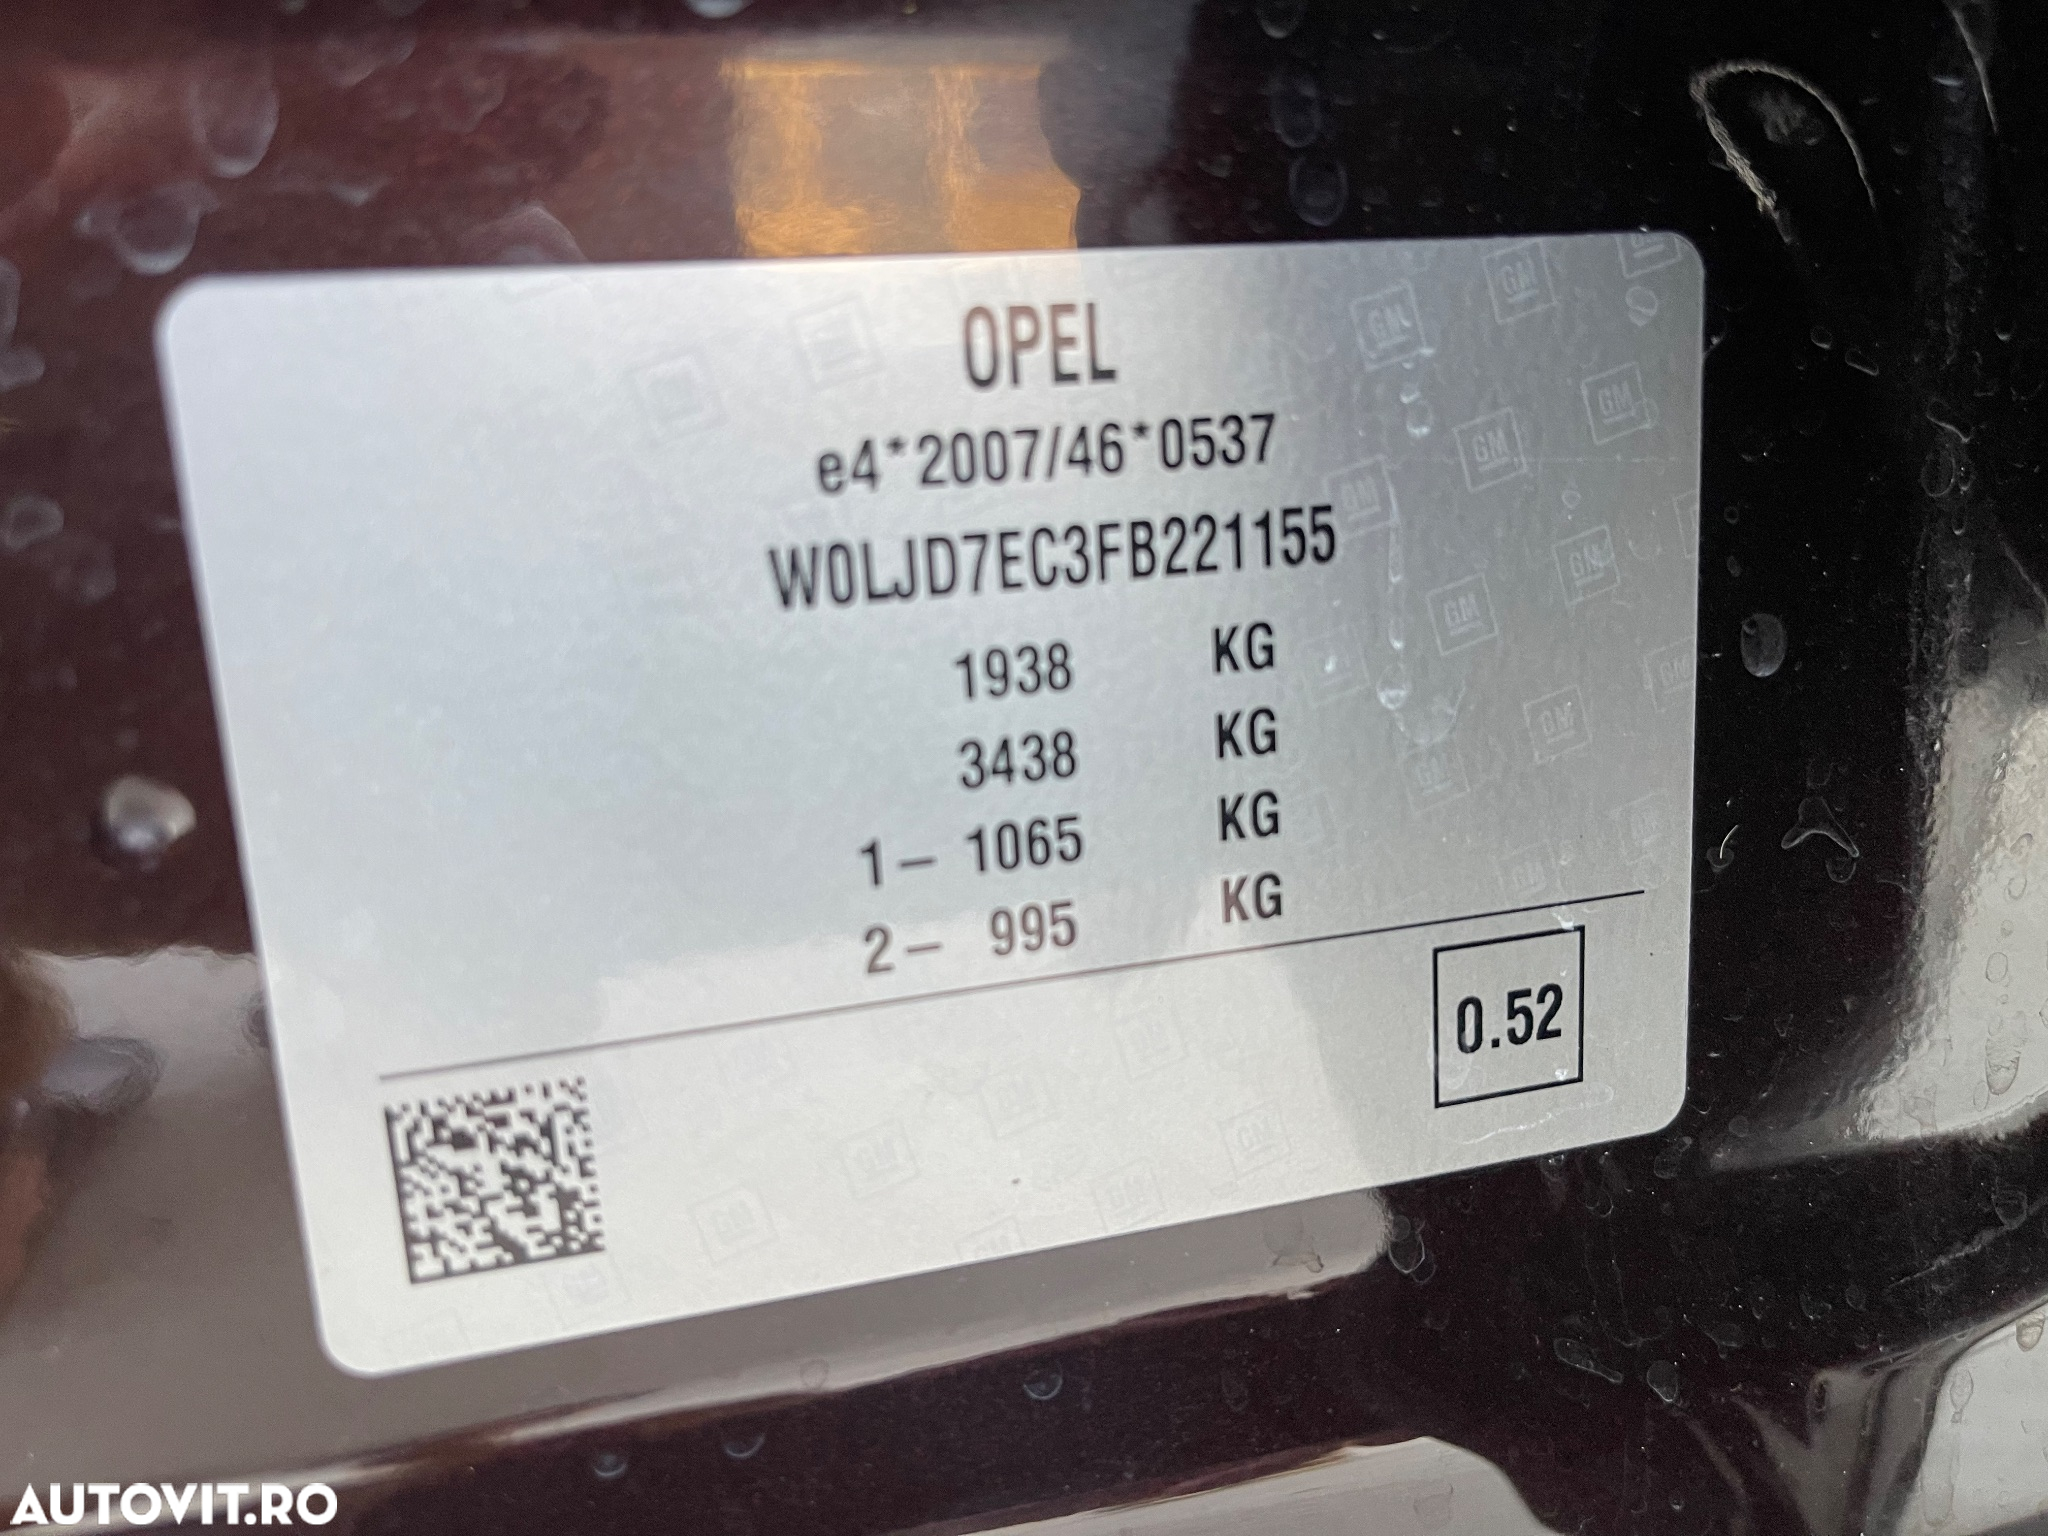 OPEL
e4*2007/46*0537
W0LJD7EC3FB221155
1938 KG
3438 KG
1– 1065 KG
2– 995 KG
0.52
AUTOVIT.RO